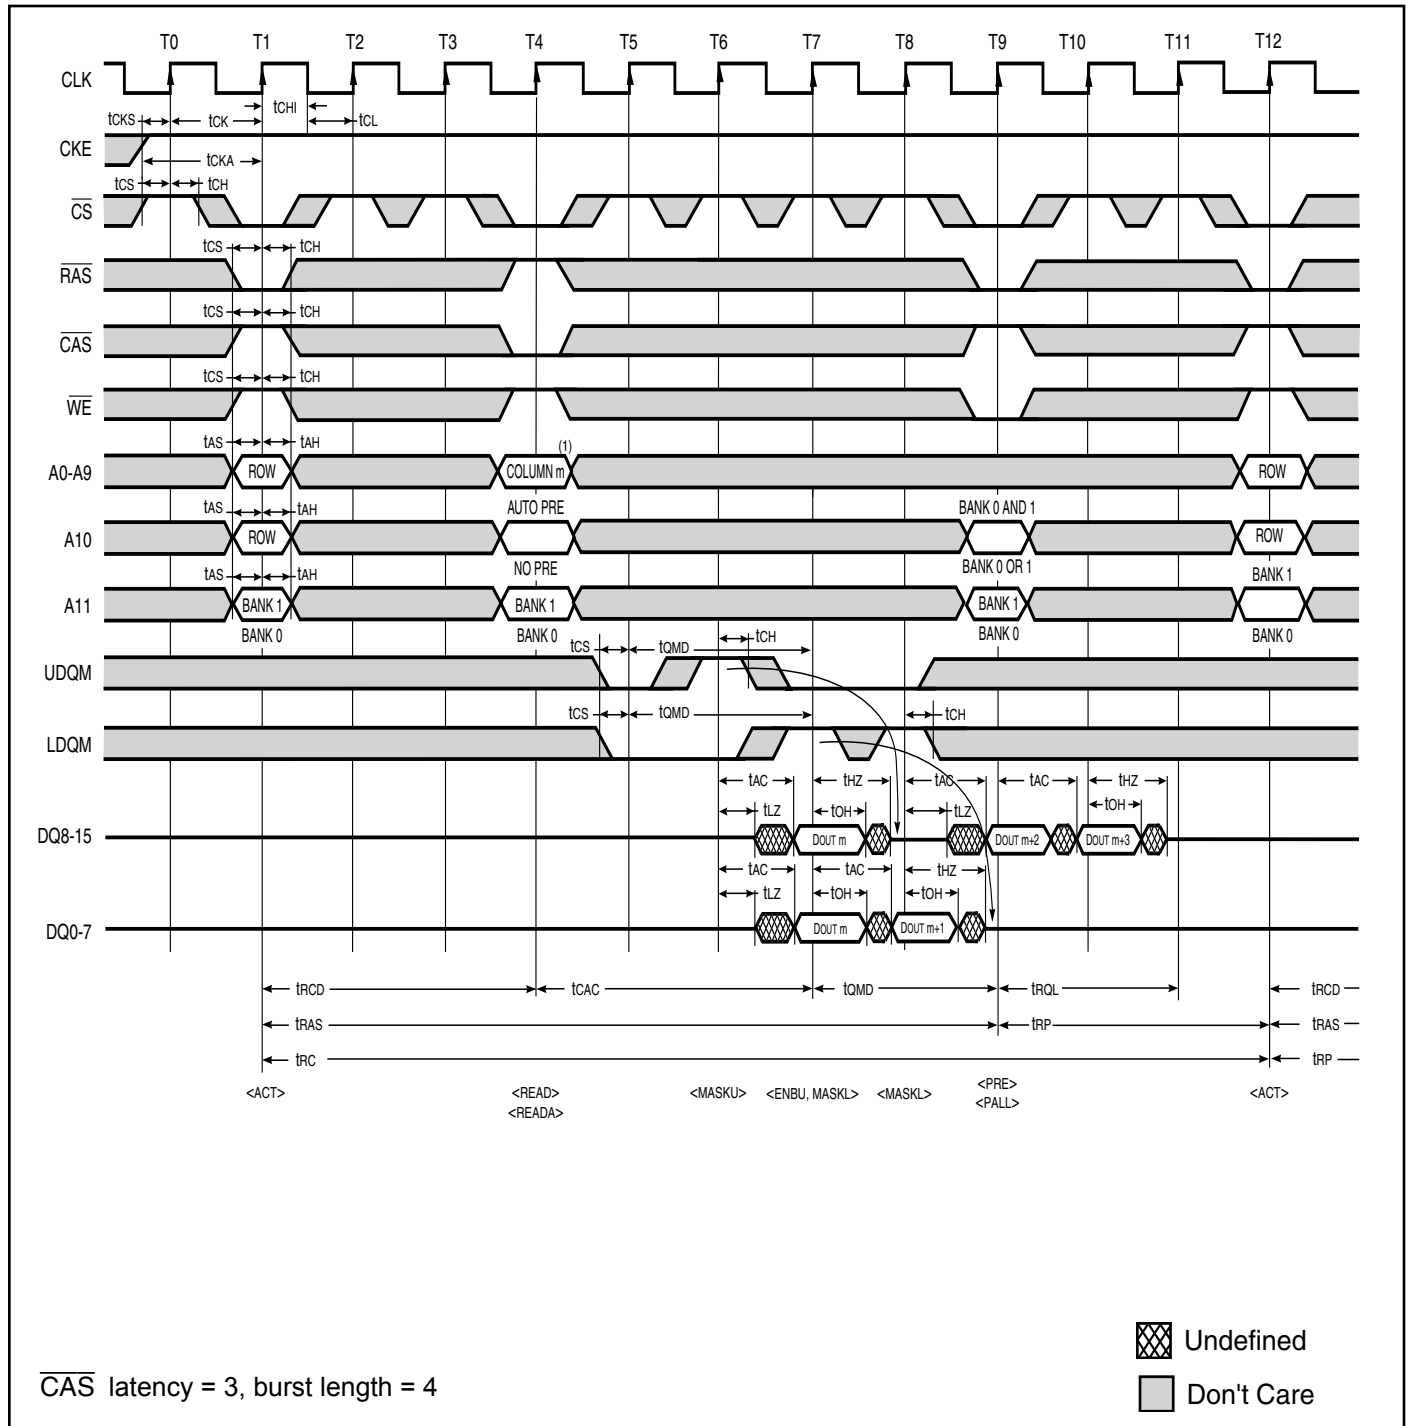 T0 T1 T2 T3 T4 T5 T6 T7 T8 T9 T10 T11 T12
CLK
tCHI
tCKS tCK tCL
CKE
tCKA
tCS tCH
CS
tCS tCH
RAS
tCS tCH
CAS
tCS tCH
WE
tAS tAH (1)
A0-A9 ROW COLUMN m ROW
tAS tAH AUTO PRE BANK 0 AND 1
A10 ROW ROW
tAS tAH NO PRE BANK 0 OR 1 BANK 1
A11 BANK 1 BANK 1 BANK 1
BANK 0 BANK 0 BANK 0 BANK 0
tCS tQMD tCH
UDQM
tCS tQMD tCH
LDQM
tAC tHZ tAC tAC tHZ
tLZ tOH tLZ tOH
DQ8-15 DOUT m DOUT m+2 DOUT m+3
tAC tAC tHZ
tLZ tOH tOH
DQ0-7 DOUT m DOUT m+1
tRCD tCAC tQMD tRQL tRCD
tRAS tRP tRAS
tRC tRP
<ACT> <READ> <MASKU> <ENBU, MASKL> <MASKL> <PRE> <ACT>
<READA> <PALL>
Undefined
CAS latency = 3, burst length = 4
Don't Care